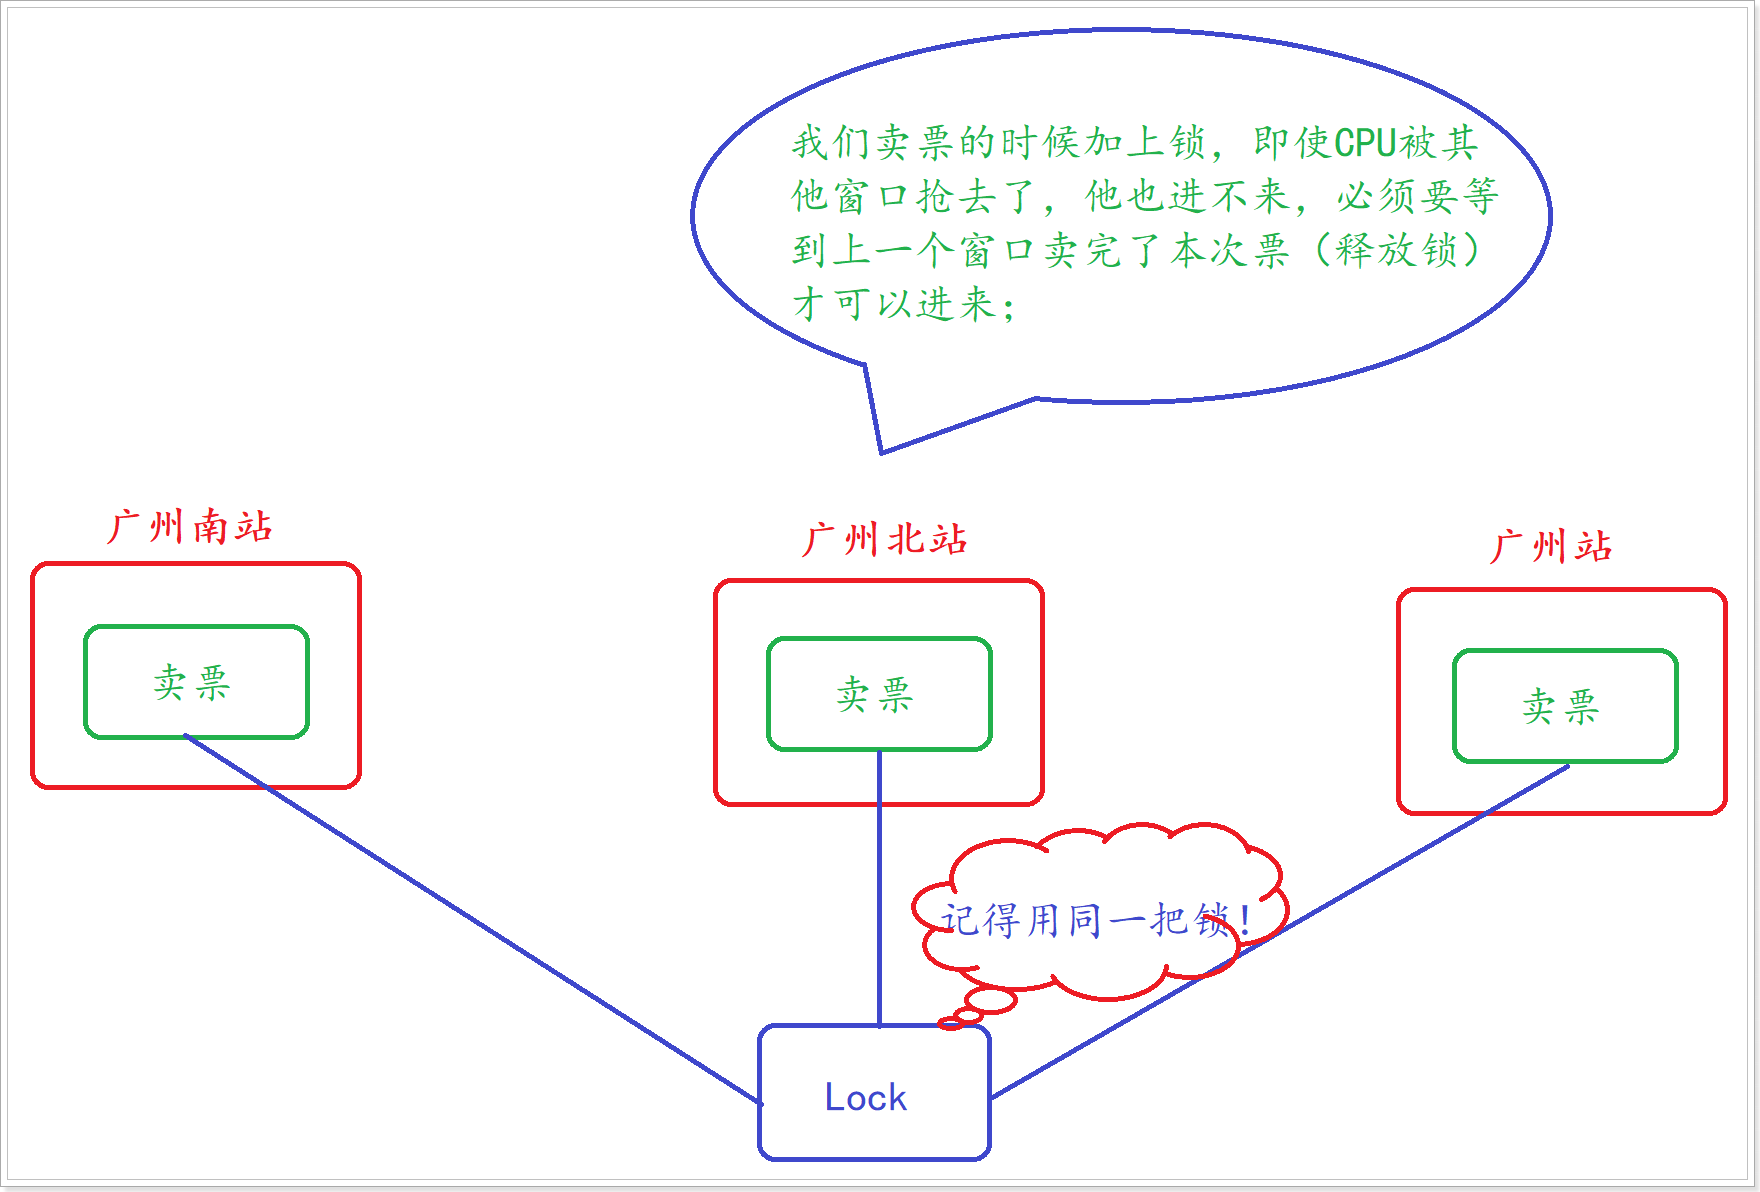 我们卖票的时候加上锁，即使CPU被其
他窗口抢去了，他也进不来，必须要等
到上一个窗口卖完了本次票（释放锁）
才可以进来；
广州南站
广州北站
广州站
卖票
卖票
卖票
记得用同一把锁！
Lock